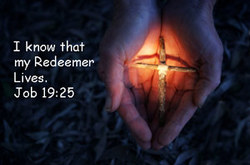 I know that
my Redeemer
Lives.
Job 19:25